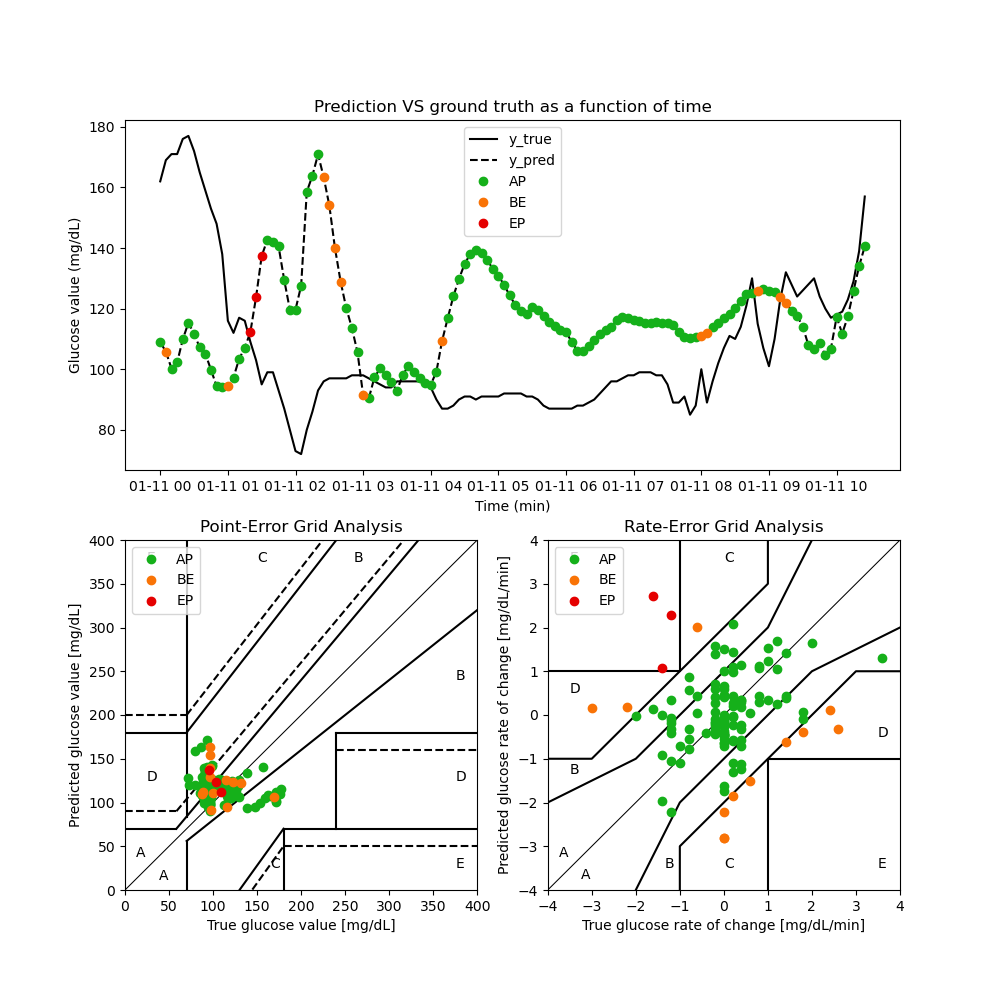 Prediction VS ground truth as a function of time
Glucose value (mg/dL)
180
160
140
120
100
80
y_true
y_pred
AP
BE
EP
01-11 00 01-11 01 01-11 02 01-11 03 01-11 04 01-11 05 01-11 06 01-11 07 01-11 08 01-11 09 01-11 10
Time (min)
Point-Error Grid Analysis
Predicted glucose value [mg/dL]
400
350
300
250
200
150
100
50
0
AP
BE
EP
C
B
B
D
D
A
A
C
E
0 50 100 150 200 250 300 350 400
True glucose value [mg/dL]
Rate-Error Grid Analysis
Predicted glucose rate of change [mg/dL/min]
4
3
2
1
0
−1
−2
−3
−4
AP
BE
EP
C
D
D
B
A
A
B
C
E
−4 −3 −2 −1 0 1 2 3 4
True glucose rate of change [mg/dL/min]